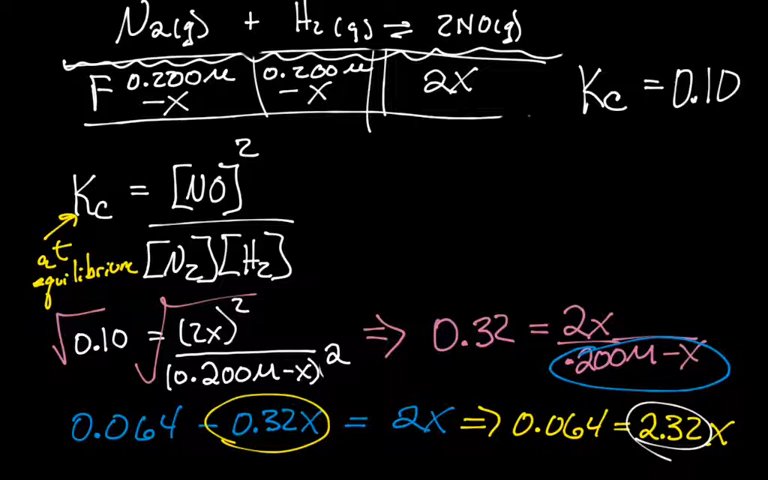 N2(g) + H2(g) ⇌ 2NO(g)
F 0.200M -X 0.200M -X 2X
Kc = 0.10
Kc = [NO]²/[N2][H2]
at equilibrium
√0.10 = √(2x)²/(0.200M-x)² => 0.32 = 2x/.200M-x
0.064 - 0.32x = 2x => 0.064 = 2.32x